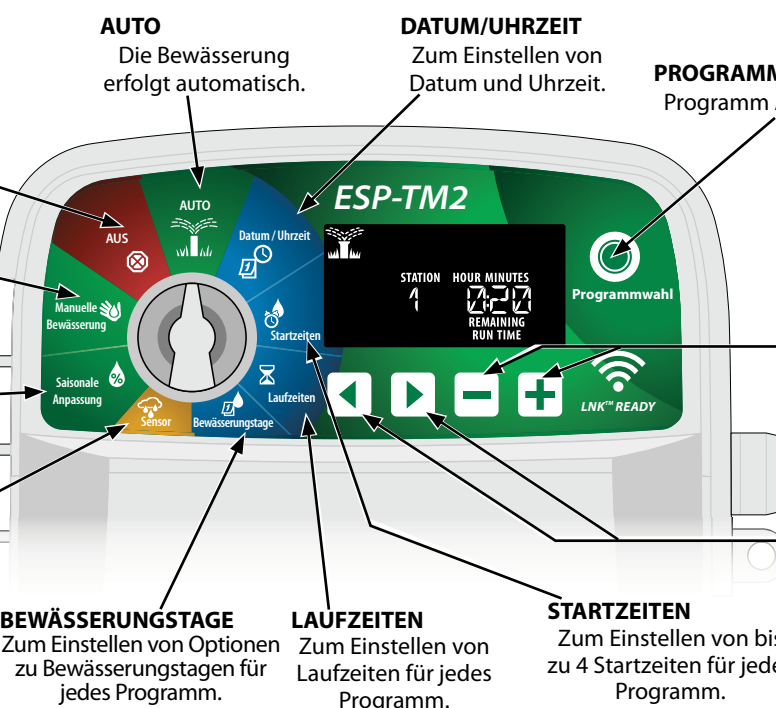 AUTO
Die Bewässerung
erfolgt automatisch.
DATUM/UHRZEIT
Zum Einstellen von
Datum und Uhrzeit.
Programm
ESP-TM2
AUTO
AUS
Datum / Uhrzeit
Manuelle
Bewässerung
Startzeiten
Saisonale
Anpassung
%
Laufzeiten
Sensor
Bewässerungstage
1
1
STATION HOUR MINUTES
1 0:20
REMAINING
RUN TIME
Programmwahl
LNK™ READY
BEWÄSSERUNGSTAGE
Zum Einstellen von Optionen
zu Bewässerungstagen für
jedes Programm.
LAUFZEITEN
Zum Einstellen von
Laufzeiten für jedes
Programm.
STARTZEITEN
Zum Einstellen von
zu 4 Startzeiten für
Programm.